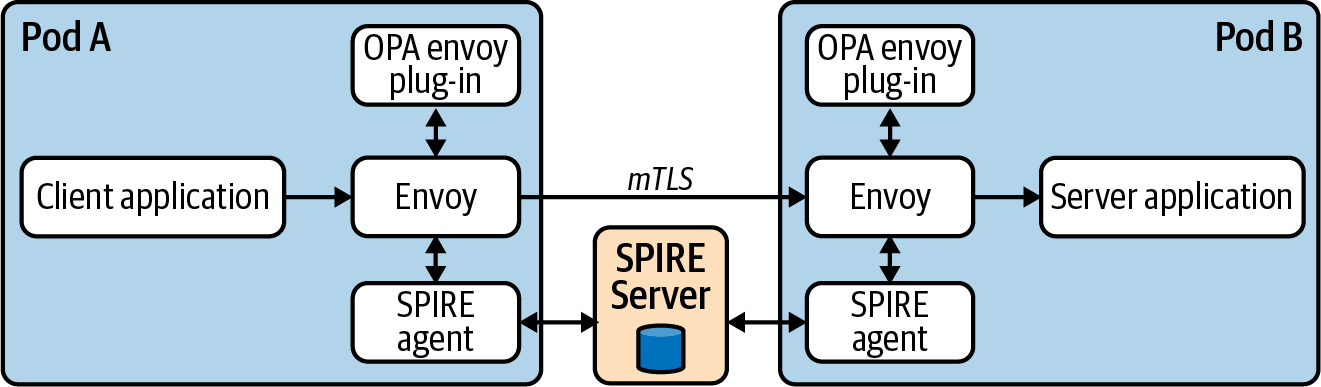 Pod A
OPA envoy
plug-in
Client application
Envoy
SPIRE
agent
mTLS
SPIRE
Server
Pod B
OPA envoy
plug-in
Envoy
Server application
SPIRE
agent